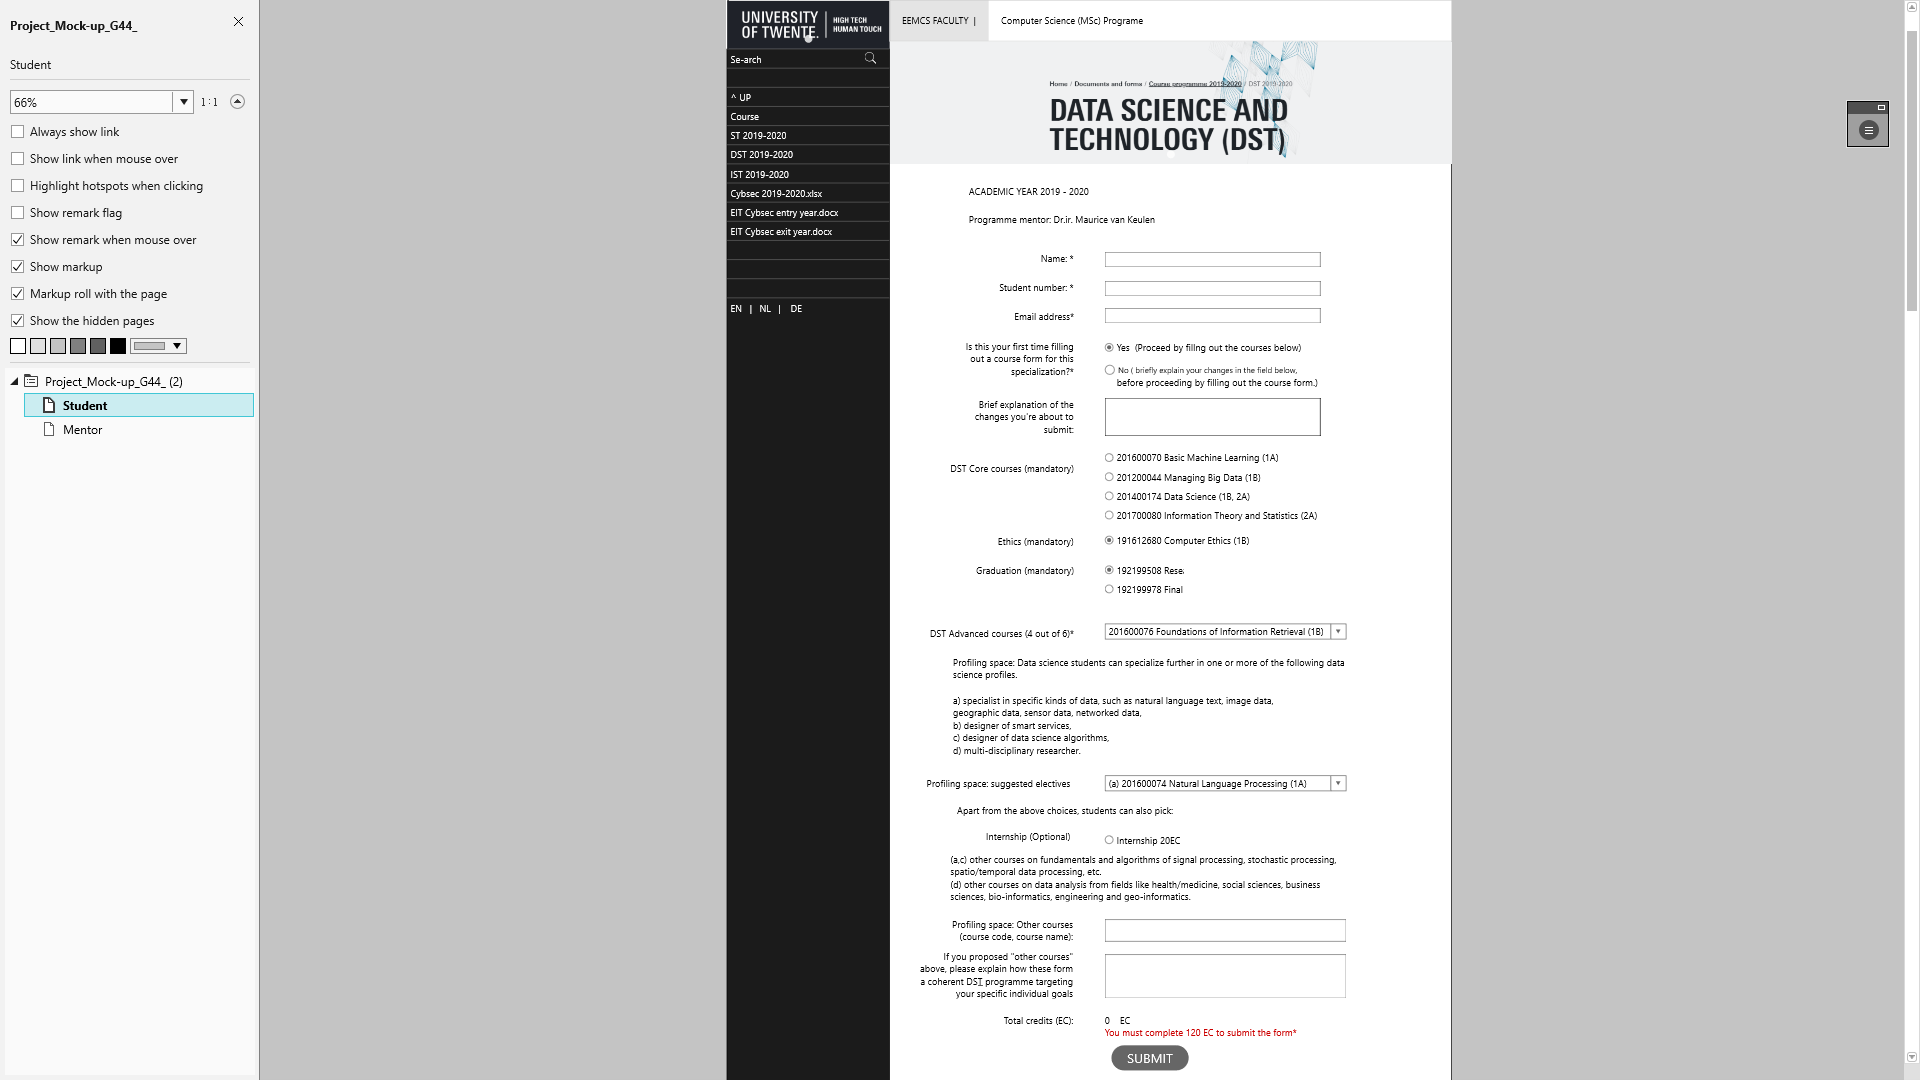 Project_Mock-up_G44_
Student
66%
1:1
Always show link
Show link when mouse over
Highlight hotspots when clicking
Show remark flag
Show remark when mouse over
Show markup
Markup roll with the page
Show the hidden pages
Project_Mock-up_G44_ (2)
Student
Mentor
UNIVERSITY
OF TWENTE.
HIGH TECH
HUMAN TOUCH
Se-arch
^ UP
Course
ST 2019-2020
DST 2019-2020
IST 2019-2020
Cybsec 2019-2020.xlsx
EIT Cybsec entry year.docx
EIT Cybsec exit year.docx
EN | NL | DE
EEMCS FACULTY |
Computer Science (MSc) Programe
Home / Documents and forms / Course programme 2019-2020 / DST 2019-2020
DATA SCIENCE AND
TECHNOLOGY (DST)
ACADEMIC YEAR 2019 - 2020
Programme mentor: Dr.ir. Maurice van Keulen
Name: *
Student number: *
Email address*
Is this your first time filling
out a course form for this
specialization?*
Yes (Proceed by fillng out the courses below)
No ( briefly explain your changes in the field below,
before proceeding by filling out the course form.)
Brief explanation of the
changes you're about to
submit:
DST Core courses (mandatory)
201600070 Basic Machine Learning (1A)
201200044 Managing Big Data (1B)
201400174 Data Science (1B, 2A)
201700080 Information Theory and Statistics (2A)
Ethics (mandatory)
191612680 Computer Ethics (1B)
Graduation (mandatory)
192199508 Rese
192199978 Final
DST Advanced courses (4 out of 6)*
201600076 Foundations of Information Retrieval (1B)
Profiling space: Data science students can specialize further in one or more of the following data
science profiles.
a) specialist in specific kinds of data, such as natural language text, image data,
geographic data, sensor data, networked data,
b) designer of smart services,
c) designer of data science algorithms,
d) multi-disciplinary researcher.
Profiling space: suggested electives
(a) 201600074 Natural Language Processing (1A)
Apart from the above choices, students can also pick:
Internship (Optional)
Internship 20EC
(a,c) other courses on fundamentals and algorithms of signal processing, stochastic processing,
spatio/temporal data processing, etc.
(d) other courses on data analysis from fields like health/medicine, social sciences, business
sciences, bio-informatics, engineering and geo-informatics.
Profiling space: Other courses
(course code, course name):
If you proposed "other courses"
above, please explain how these form
a coherent DST programme targeting
your specific individual goals
Total credits (EC):
0 EC
You must complete 120 EC to submit the form*
SUBMIT